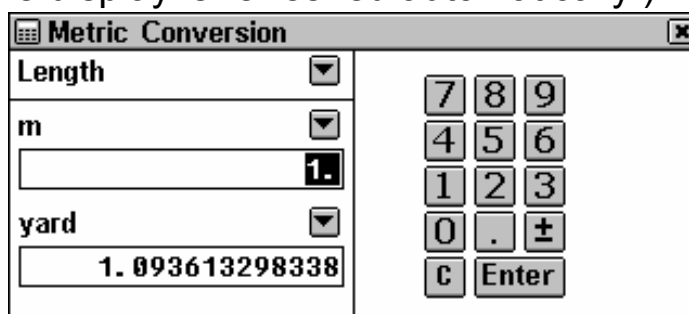 Metric Conversion
Length
m
1.
yard
1.093613298338
7 8 9
4 5 6
1 2 3
0 . ±
C Enter